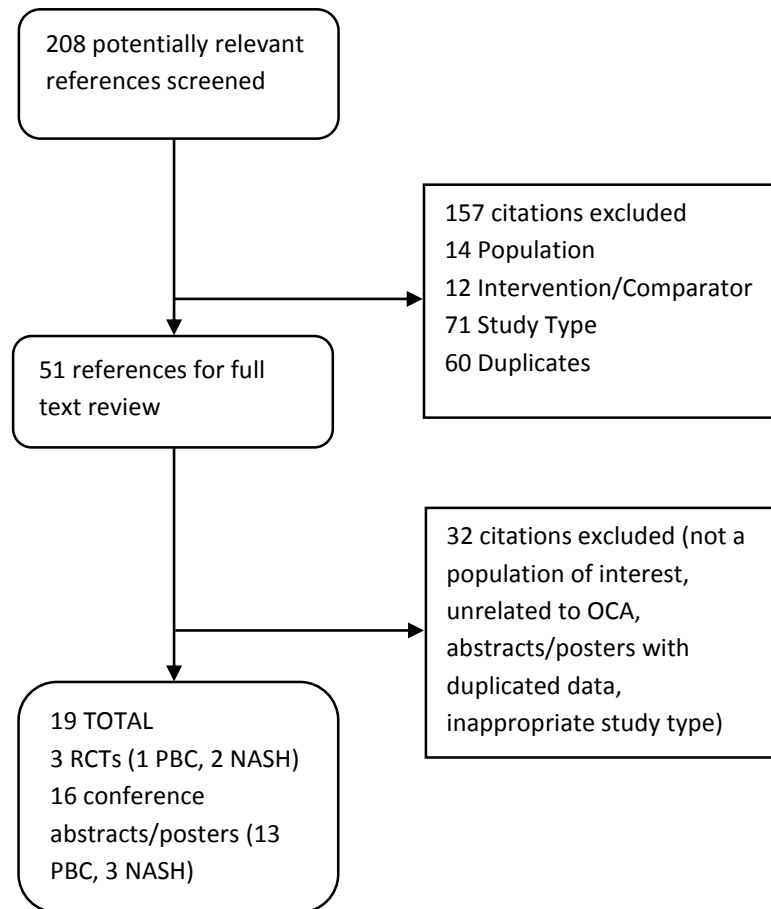 208 potentially relevant
references screened
157 citations excluded
14 Population
12 Intervention/Comparator
71 Study Type
60 Duplicates
51 references for full
text review
32 citations excluded (not a
population of interest,
unrelated to OCA,
abstracts/posters with
duplicated data,
inappropriate study type)
19 TOTAL
3 RCTs (1 PBC, 2 NASH)
16 conference
abstracts/posters (13
PBC, 3 NASH)